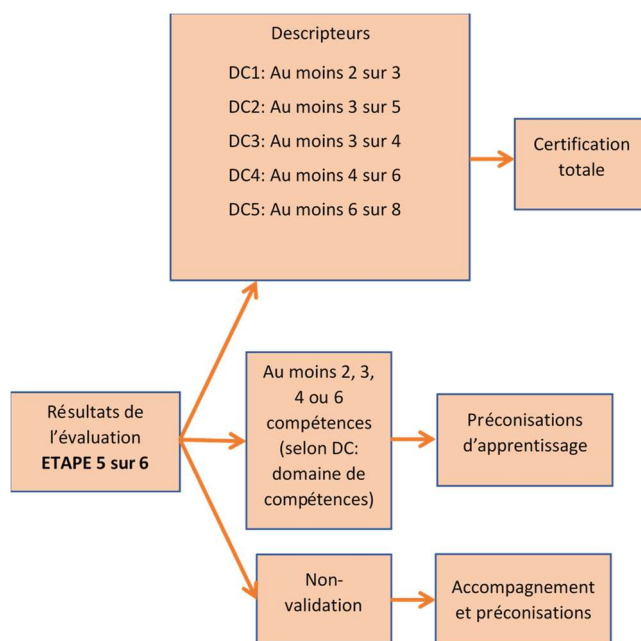 Descripteurs
DC1: Au moins 2 sur 3
DC2: Au moins 3 sur 5
DC3: Au moins 3 sur 4
DC4: Au moins 4 sur 6
DC5: Au moins 6 sur 8
Certification
totale
Résultats de
l’évaluation
ETAPE 5 sur 6
Au moins 2, 3,
4 ou 6
compétences
(selon DC:
domaine de
compétences)
Préconisations
d’apprentissage
Non-
validation
Accompagnement
et préconisations